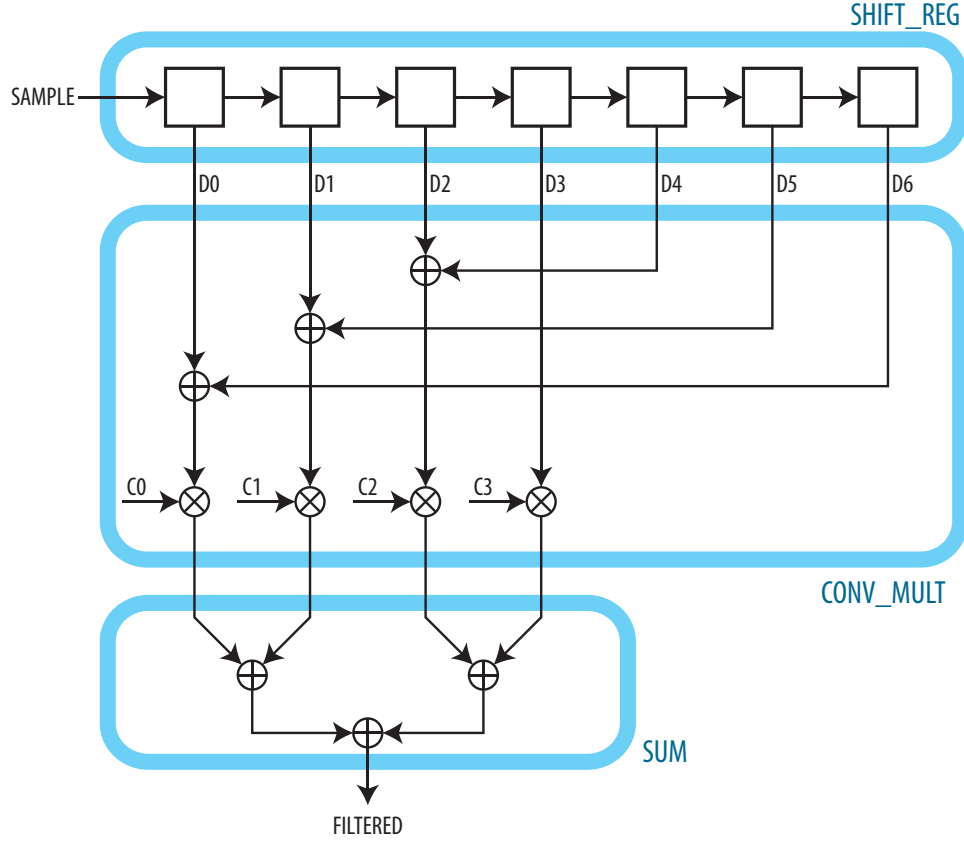 SHIFT_REG
SAMPLE
D0 D1 D2 D3 D4 D5 D6
C0 C1 C2 C3
CONV_MULT
SUM
FILTERED